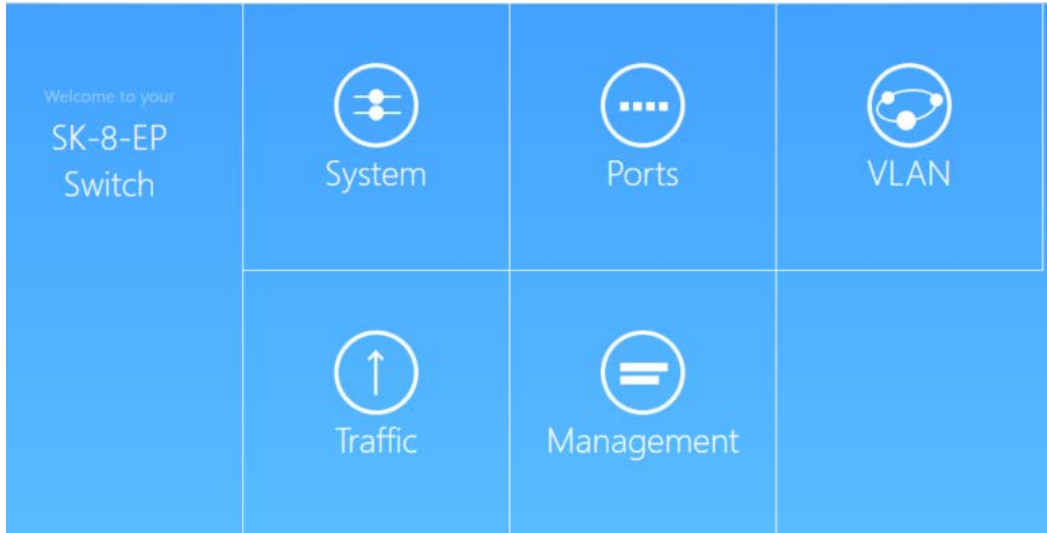 Welcome to your
SK-8-EP
Switch
System
Ports
VLAN
Traffic
Management